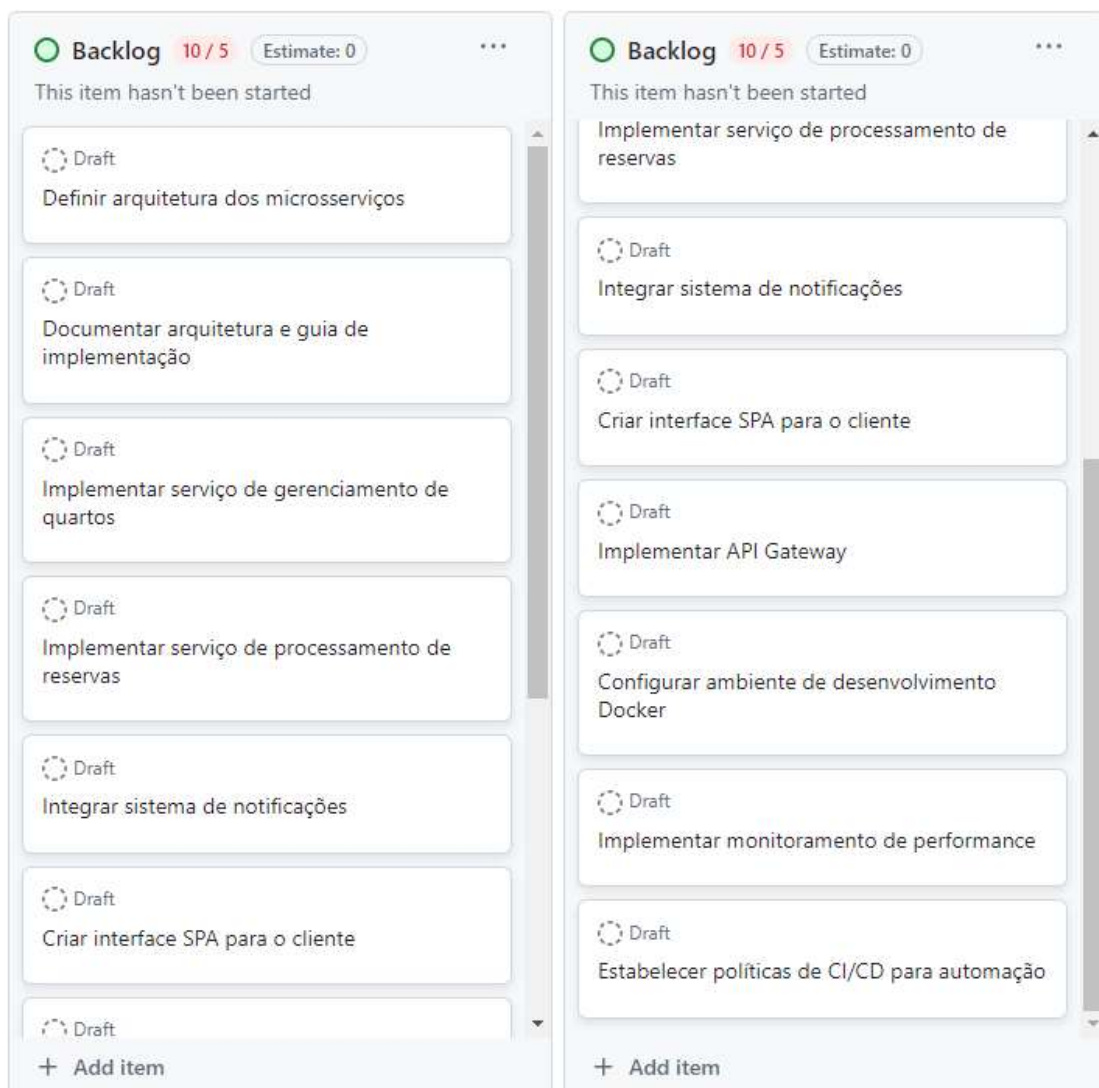 Backlog 10 / 5 Estimate: 0 ...
This item hasn't been started
Draft
Definir arquitetura dos microsserviços
Draft
Documentar arquitetura e guia de
implementação
Draft
Implementar serviço de gerenciamento de
quartos
Draft
Implementar serviço de processamento de
reservas
Draft
Integrar sistema de notificações
Draft
Criar interface SPA para o cliente
Draft
+ Add item
Backlog 10 / 5 Estimate: 0 ...
This item hasn't been started
Implementar serviço de processamento de
reservas
Draft
Integrar sistema de notificações
Draft
Criar interface SPA para o cliente
Draft
Implementar API Gateway
Draft
Configurar ambiente de desenvolvimento
Docker
Draft
Implementar monitoramento de performance
Draft
Estabelecer políticas de CI/CD para automação
+ Add item